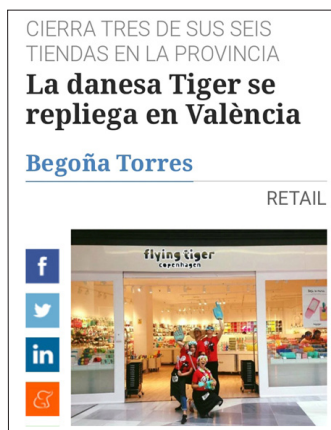 CIERRA TRES DE SUS SEIS
TIENDAS EN LA PROVINCIA
La danesa Tiger se
repliega en València
Begoña Torres
RETAIL
f
flying tiger
copenhagen
in